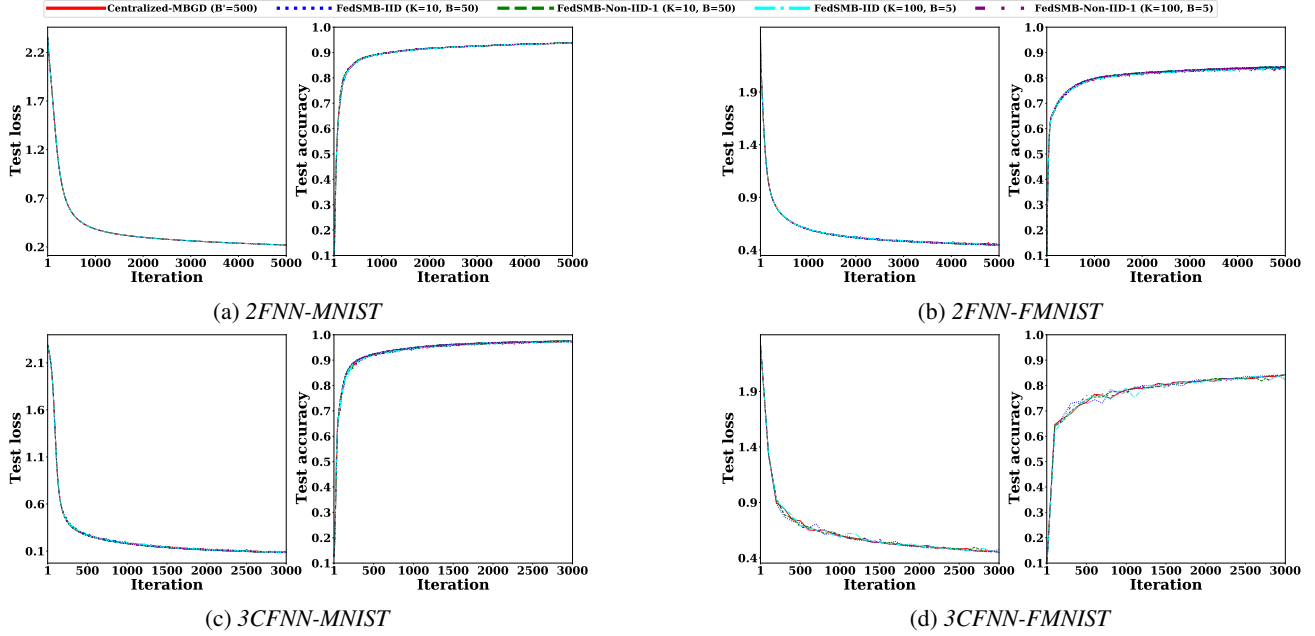 Centralized-MBGD (B'=500) FedSMB-IID (K=10, B=50) FedSMB-Non-IID-1 (K=10, B=50) FedSMB-IID (K=100, B=5) FedSMB-Non-IID-1 (K=100, B=5)
Test loss
2.2
1.7
1.2
0.7
0.2
1 1000 2000 3000 4000 5000
Iteration
Test accuracy
1.0
0.9
0.8
0.7
0.6
0.5
0.4
0.3
0.2
0.1
1 1000 2000 3000 4000 5000
Iteration
(a) 2FNN-MNIST
Test loss
1.9
1.4
0.9
0.4
1 1000 2000 3000 4000 5000
Iteration
Test accuracy
1.0
0.9
0.8
0.7
0.6
0.5
0.4
0.3
0.2
0.1
1 1000 2000 3000 4000 5000
Iteration
(b) 2FNN-FMNIST
Test loss
2.1
1.6
1.1
0.6
0.1
1 500 1000 1500 2000 2500 3000
Iteration
Test accuracy
1.0
0.9
0.8
0.7
0.6
0.5
0.4
0.3
0.2
0.1
1 500 1000 1500 2000 2500 3000
Iteration
(c) 3CFNN-MNIST
Test loss
1.9
1.4
0.9
0.4
1 500 1000 1500 2000 2500 3000
Iteration
Test accuracy
1.0
0.9
0.8
0.7
0.6
0.5
0.4
0.3
0.2
0.1
1 500 1000 1500 2000 2500 3000
Iteration
(d) 3CFNN-FMNIST